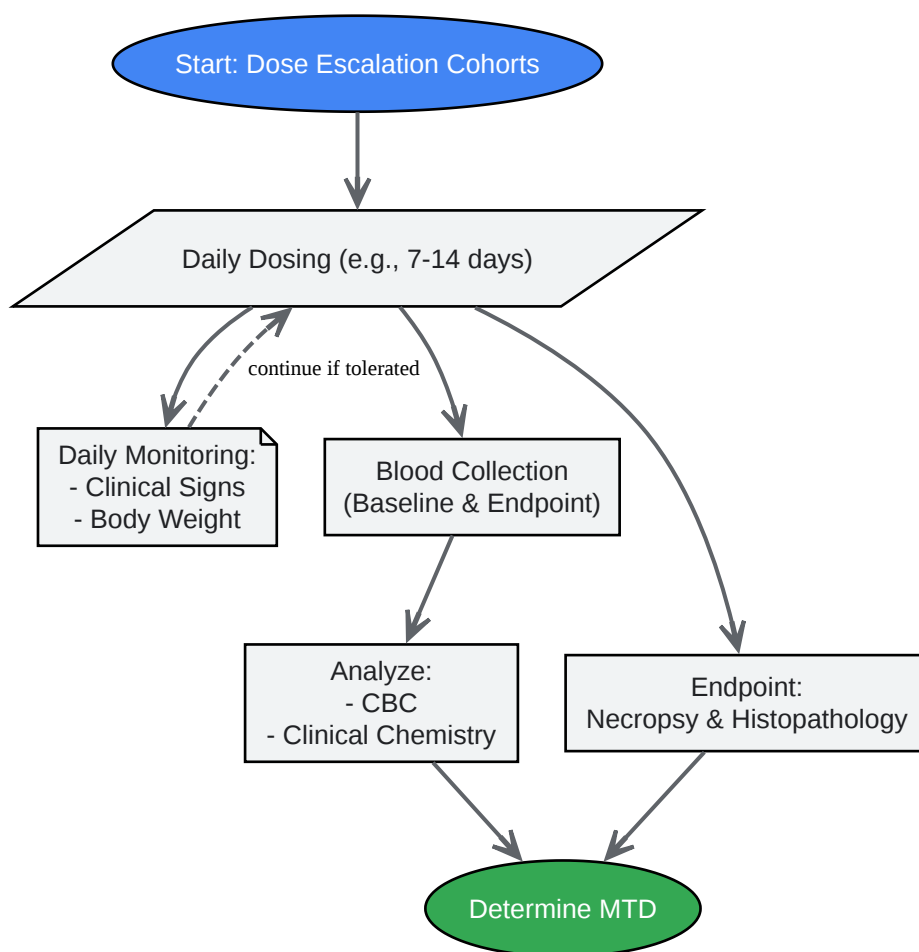 Start: Dose Escalation Cohorts
Daily Dosing (e.g., 7-14 days)
continue if tolerated
Daily Monitoring:
- Clinical Signs
- Body Weight
Blood Collection
(Baseline & Endpoint)
Analyze:
- CBC
- Clinical Chemistry
Endpoint:
Necropsy & Histopathology
Determine MTD